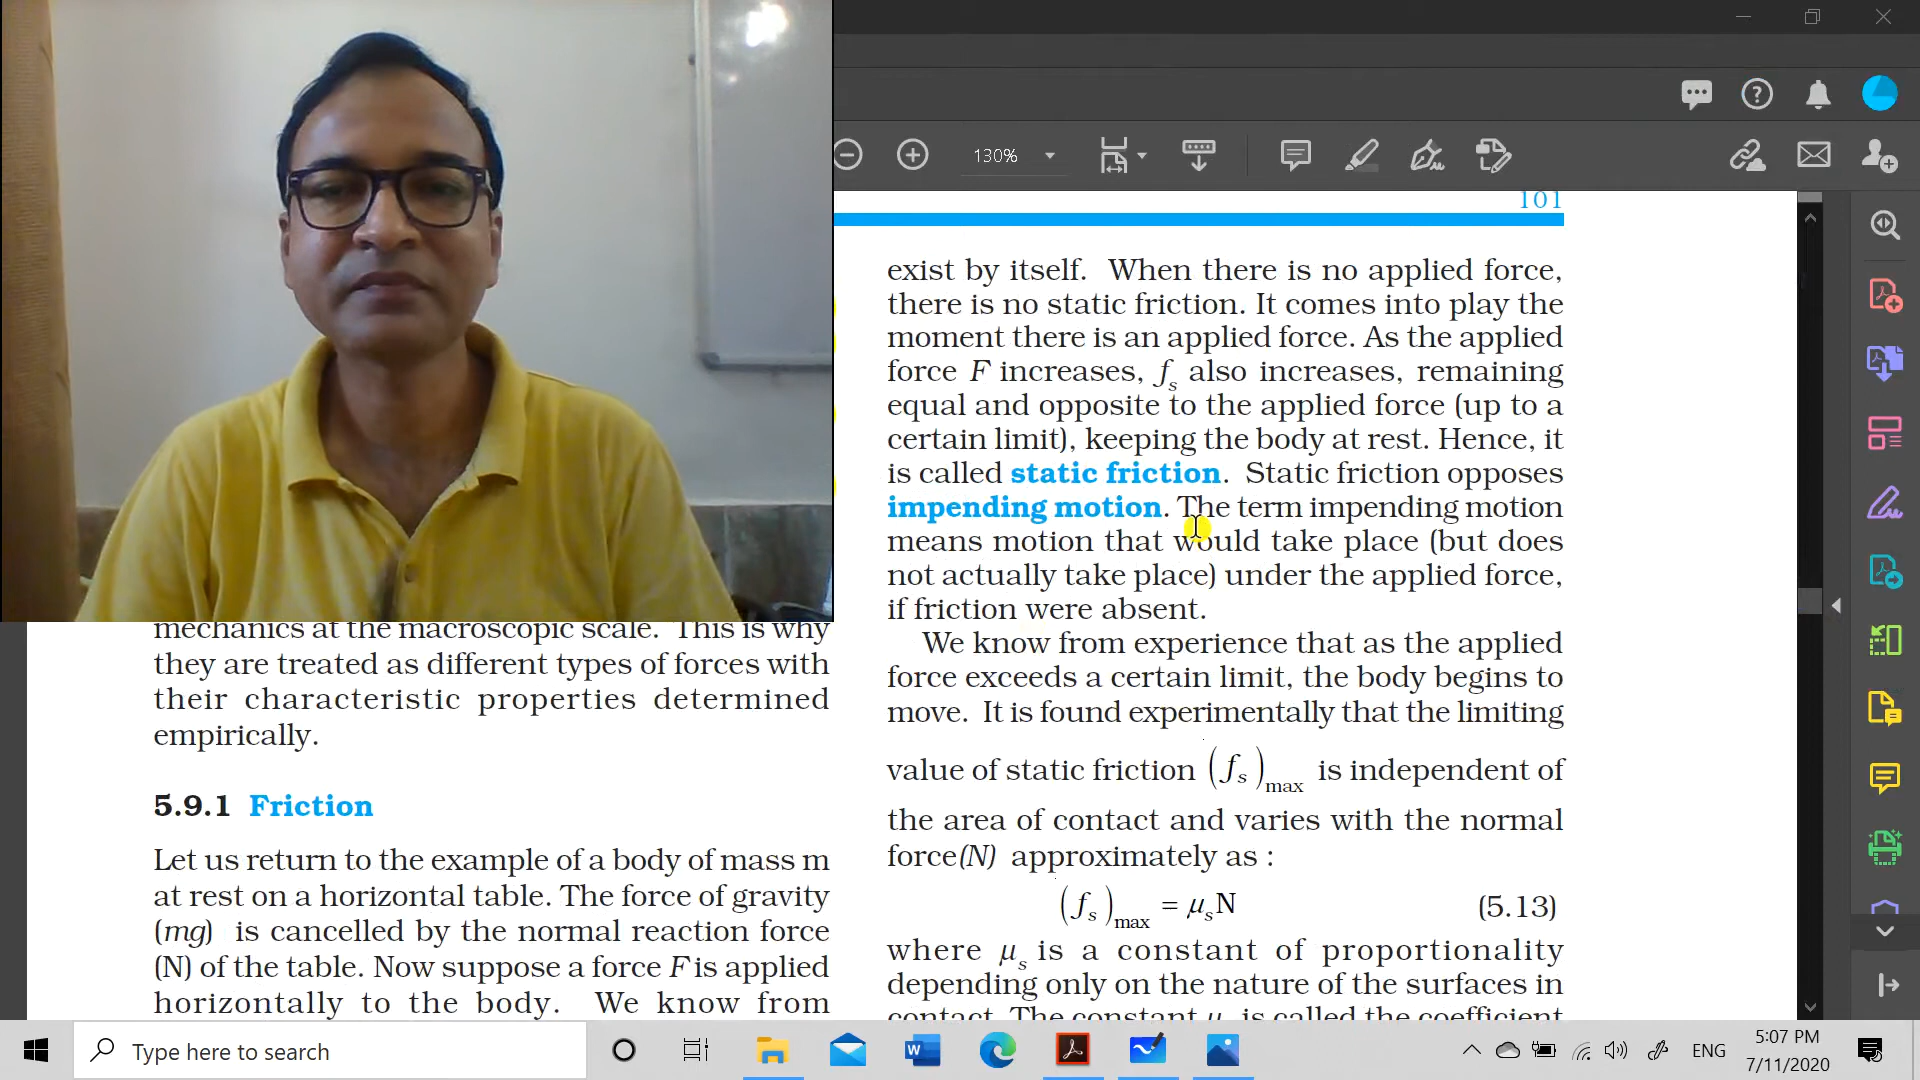 130%
101
exist by itself. When there is no applied force,
there is no static friction. It comes into play the
moment there is an applied force. As the applied
force F increases, fs also increases, remaining
equal and opposite to the applied force (up to a
certain limit), keeping the body at rest. Hence, it
is called static friction. Static friction opposes
impending motion. The term impending motion
means motion that would take place (but does
not actually take place) under the applied force,
if friction were absent.
We know from experience that as the applied
force exceeds a certain limit, the body begins to
move. It is found experimentally that the limiting
value of static friction (fs)max is independent of
the area of contact and varies with the normal
force(N) approximately as :
(fs)max = μsN (5.13)
where μs is a constant of proportionality
depending only on the nature of the surfaces in
contact. The constant μs is called the coefficient
mechanics at the macroscopic scale. This is why
they are treated as different types of forces with
their characteristic properties determined
empirically.
5.9.1 Friction
Let us return to the example of a body of mass m
at rest on a horizontal table. The force of gravity
(mg) is cancelled by the normal reaction force
(N) of the table. Now suppose a force F is applied
horizontally to the body. We know from
Type here to search
ENG
5:07 PM
7/11/2020